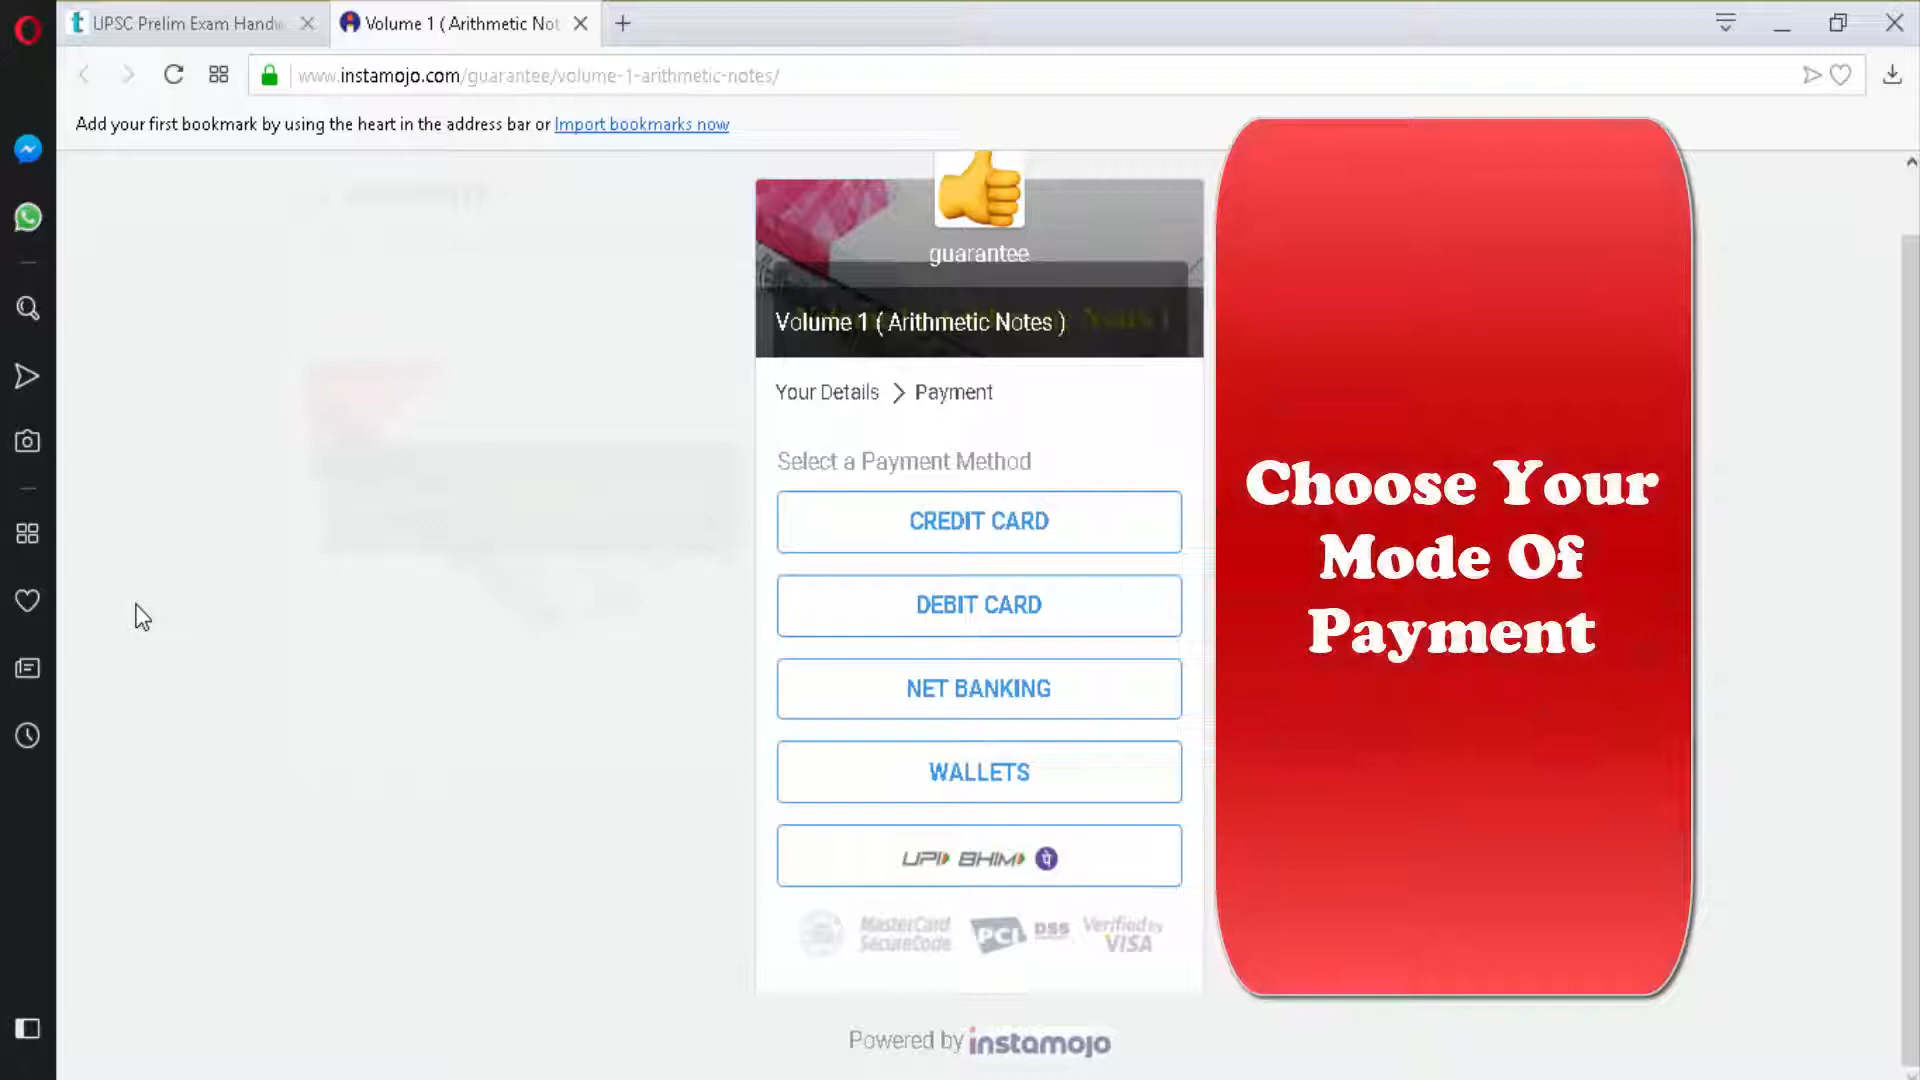 UPSC Prelim Exam Handw
Volume 1 ( Arithmetic Not
www.instamojo.com/guarantee/volume-1-arithmetic-notes/
Add your first bookmark by using the heart in the address bar or Import bookmarks now
guarantee
Volume 1 ( Arithmetic Notes )
Your Details > Payment
Select a Payment Method
CREDIT CARD
DEBIT CARD
NET BANKING
WALLETS
UPI BHIM पे
MasterCard SecureCode
PCI DSS
Verified by VISA
Powered by instamojo
Choose Your
Mode Of
Payment